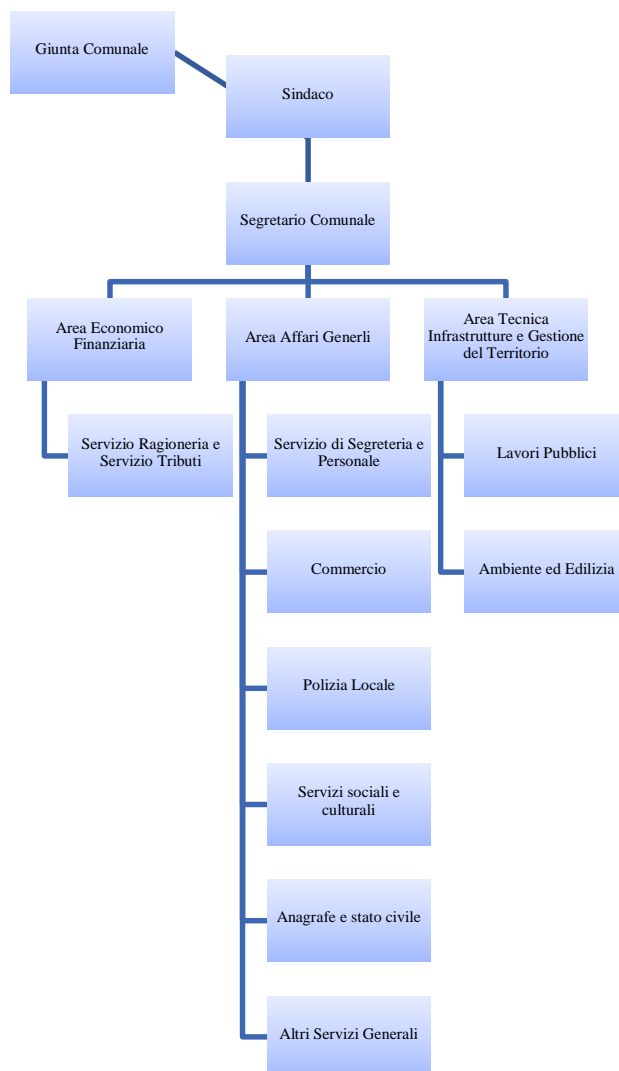 Giunta Comunale
Sindaco
Segretario Comunale
Area Economico
Finanziaria
Area Affari Generli
Area Tecnica
Infrastrutture e Gestione
del Territorio
Servizio Ragioneria e
Servizio Tributi
Servizio di Segreteria e
Personale
Lavori Pubblici
Commercio
Ambiente ed Edilizia
Polizia Locale
Servizi sociali e
culturali
Anagrafe e stato civile
Altri Servizi Generali